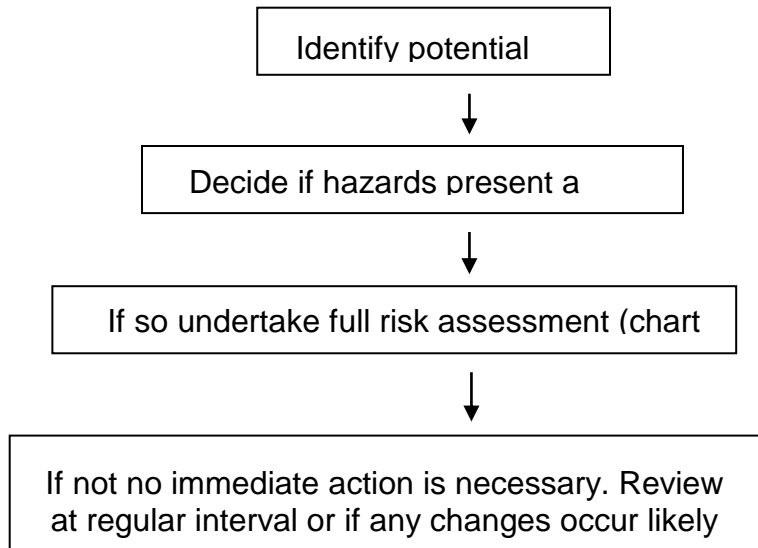 Identify potential
Decide if hazards present a
If so undertake full risk assessment (chart
If not no immediate action is necessary. Review
at regular interval or if any changes occur likely